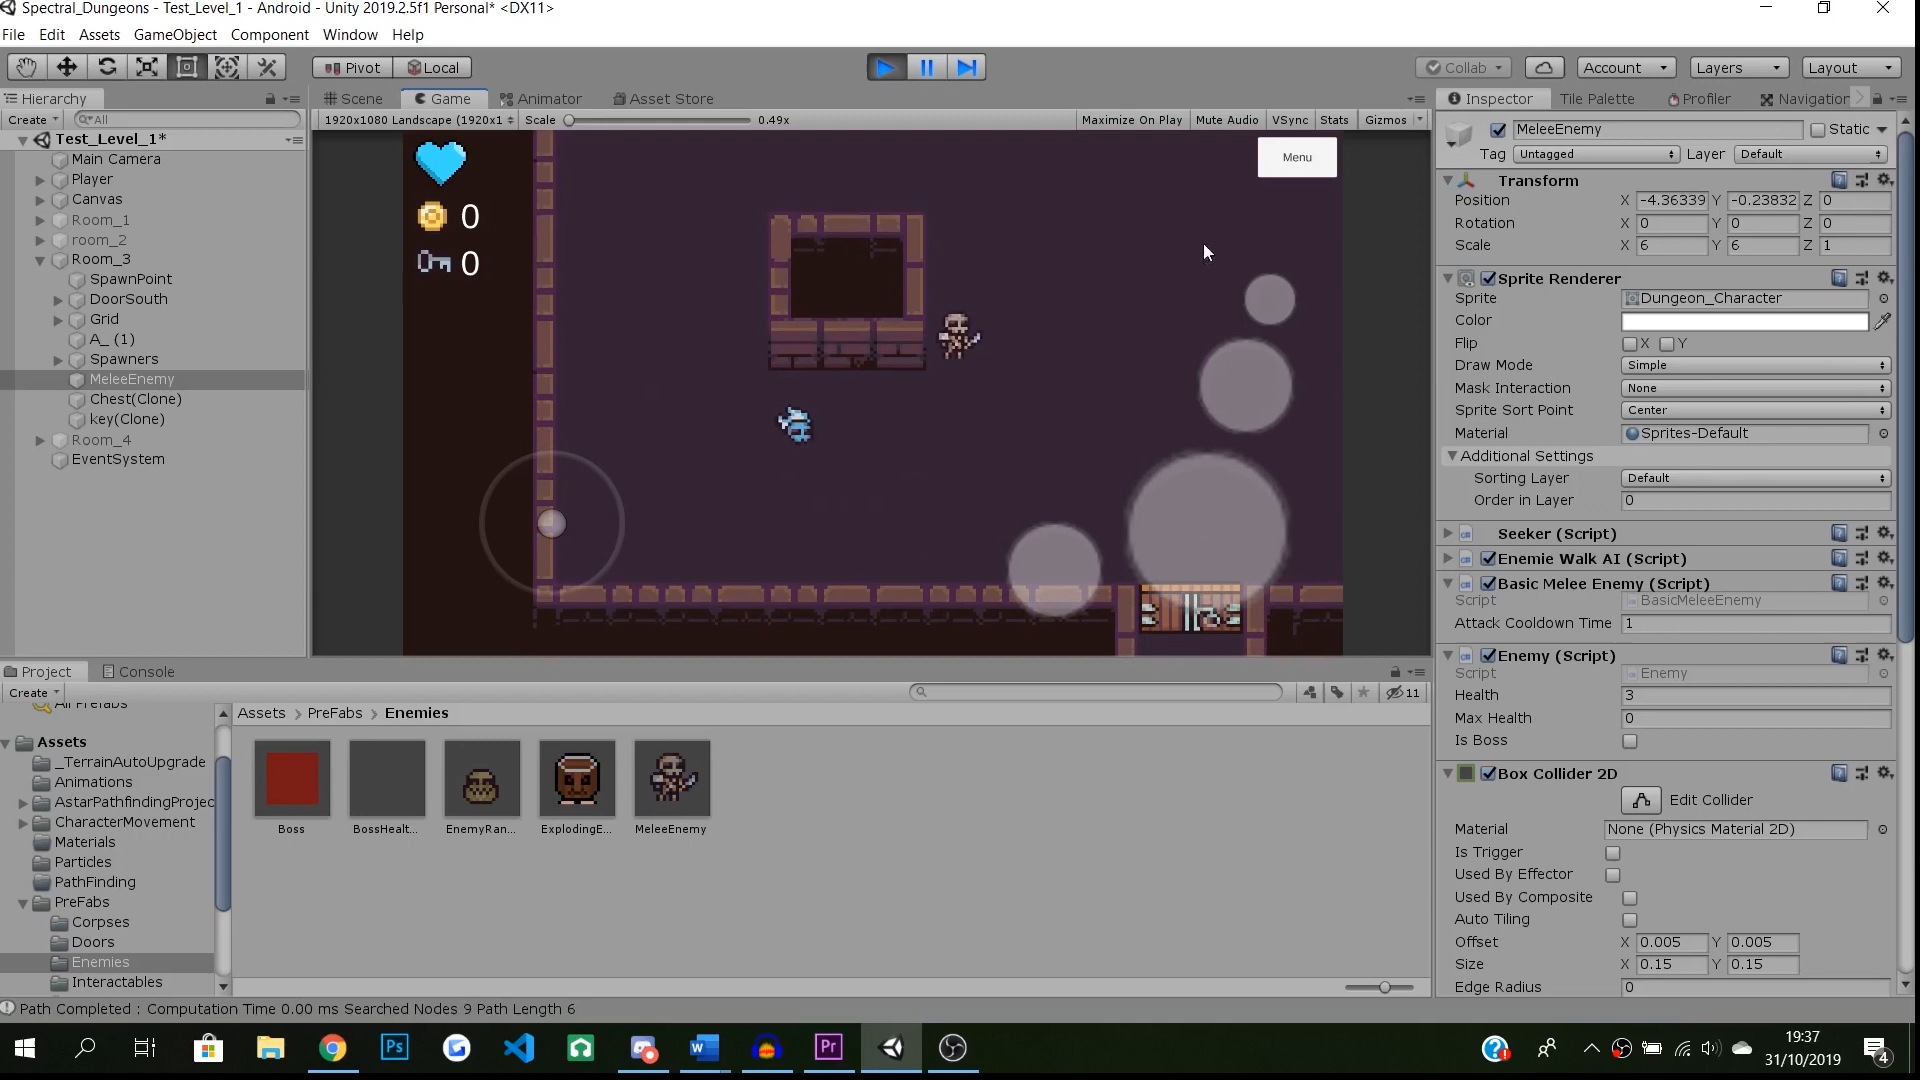 Spectral_Dungeons - Test_Level_1 - Android - Unity 2019.2.5f1 Personal* <DX11>
File Edit Assets GameObject Component Window Help
Pivot Local Collab Account Layers Layout
Hierarchy
Scene Game Animator Asset Store
Inspector Tile Palette Profiler Navigation
Create All
1920x1080 Landscape (1920x1 Scale 0.49x Maximize On Play Mute Audio VSync Stats Gizmos
Test_Level_1*
Main Camera
Player
Canvas
Room_1
room_2
Room_3
SpawnPoint
DoorSouth
Grid
A_ (1)
Spawners
MeleeEnemy
Chest(Clone)
key(Clone)
Room_4
EventSystem
Menu
0
0
MeleeEnemy Static
Tag Untagged Layer Default
Transform
Position X -4.36339 Y -0.23832 Z 0
Rotation X 0 Y 0 Z 0
Scale X 6 Y 6 Z 1
Sprite Renderer
Sprite Dungeon_Character
Color
Flip X Y
Draw Mode Simple
Mask Interaction None
Sprite Sort Point Center
Material Sprites-Default
Additional Settings
Sorting Layer Default
Order in Layer 0
Seeker (Script)
Enemie Walk AI (Script)
Basic Melee Enemy (Script)
Script BasicMeleeEnemy
Attack Cooldown Time 1
Enemy (Script)
Script Enemy
Health 3
Max Health 0
Is Boss
Box Collider 2D
Edit Collider
Material None (Physics Material 2D)
Is Trigger
Used By Effector
Used By Composite
Auto Tiling
Offset X 0.005 Y 0.005
Size X 0.15 Y 0.15
Edge Radius 0
Project Console
Create 11
All Prefabs
Assets
_TerrainAutoUpgrade
Animations
AstarPathfindingProjec
CharacterMovement
Materials
Particles
PathFinding
PreFabs
Corpses
Doors
Enemies
Interactables
Assets > PreFabs > Enemies
Boss BossHealt... EnemyRan... ExplodingE... MeleeEnemy
Path Completed : Computation Time 0.00 ms Searched Nodes 9 Path Length 6
Ps W Pr
19:37
31/10/2019
4